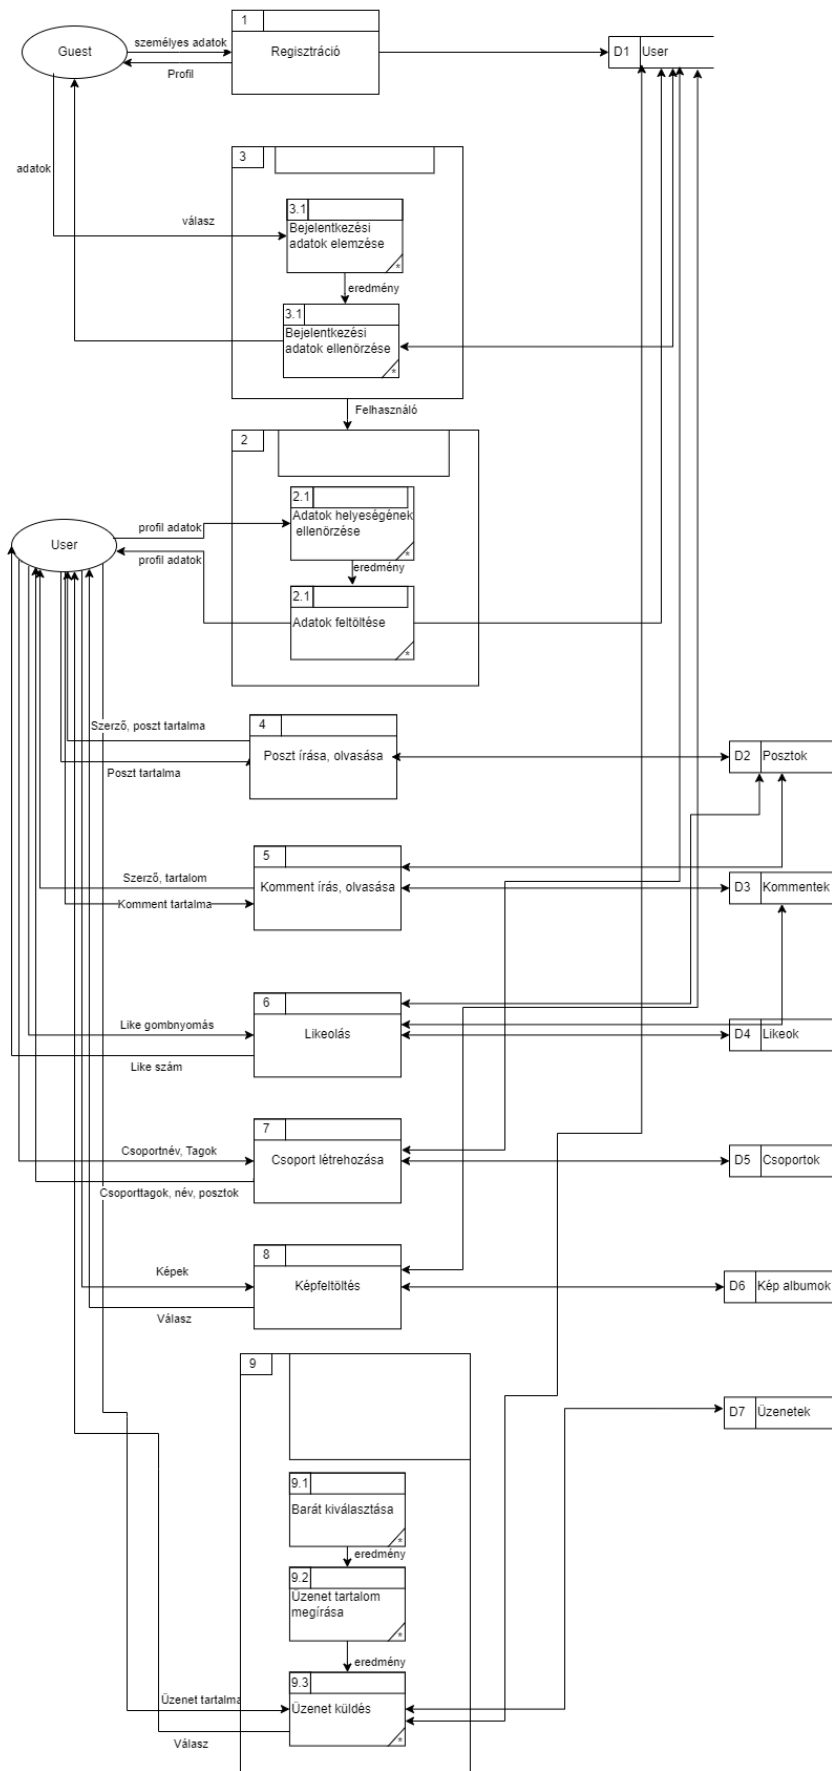 1
személyes adatok
Guest
Regisztráció
D1
User
Profil
3
adatok
3.1
válasz
Bejelentkezési
adatok elemzése
*
eredmény
3.1
Bejelentkezési
adatok ellenörzése
*
Felhasználó
2
2.1
profil adatok
Adatok helyeségének
ellenörzése
User
profil adatok
*
eredmény
2.1
Adatok feltöltése
*
4
Szerző, poszt tartalma
Poszt írása, olvasása
D2
Posztok
Poszt tartalma
5
Szerző, tartalom
Komment írás, olvasása
D3
Kommentek
Komment tartalma
6
Like gombnyomás
Likeolás
D4
Likeok
Like szám
7
Csoportnév, Tagok
Csoport létrehozása
D5
Csoportok
Csoporttagok, név, posztok
8
Képek
Képfeltöltés
D6
Kép albumok
Válasz
9
D7
Üzenetek
9.1
Barát kiválasztása
*
eredmény
9.2
Üzenet tartalom
megírása
*
eredmény
9.3
Üzenet tartalma
Üzenet küldés
*
Válasz